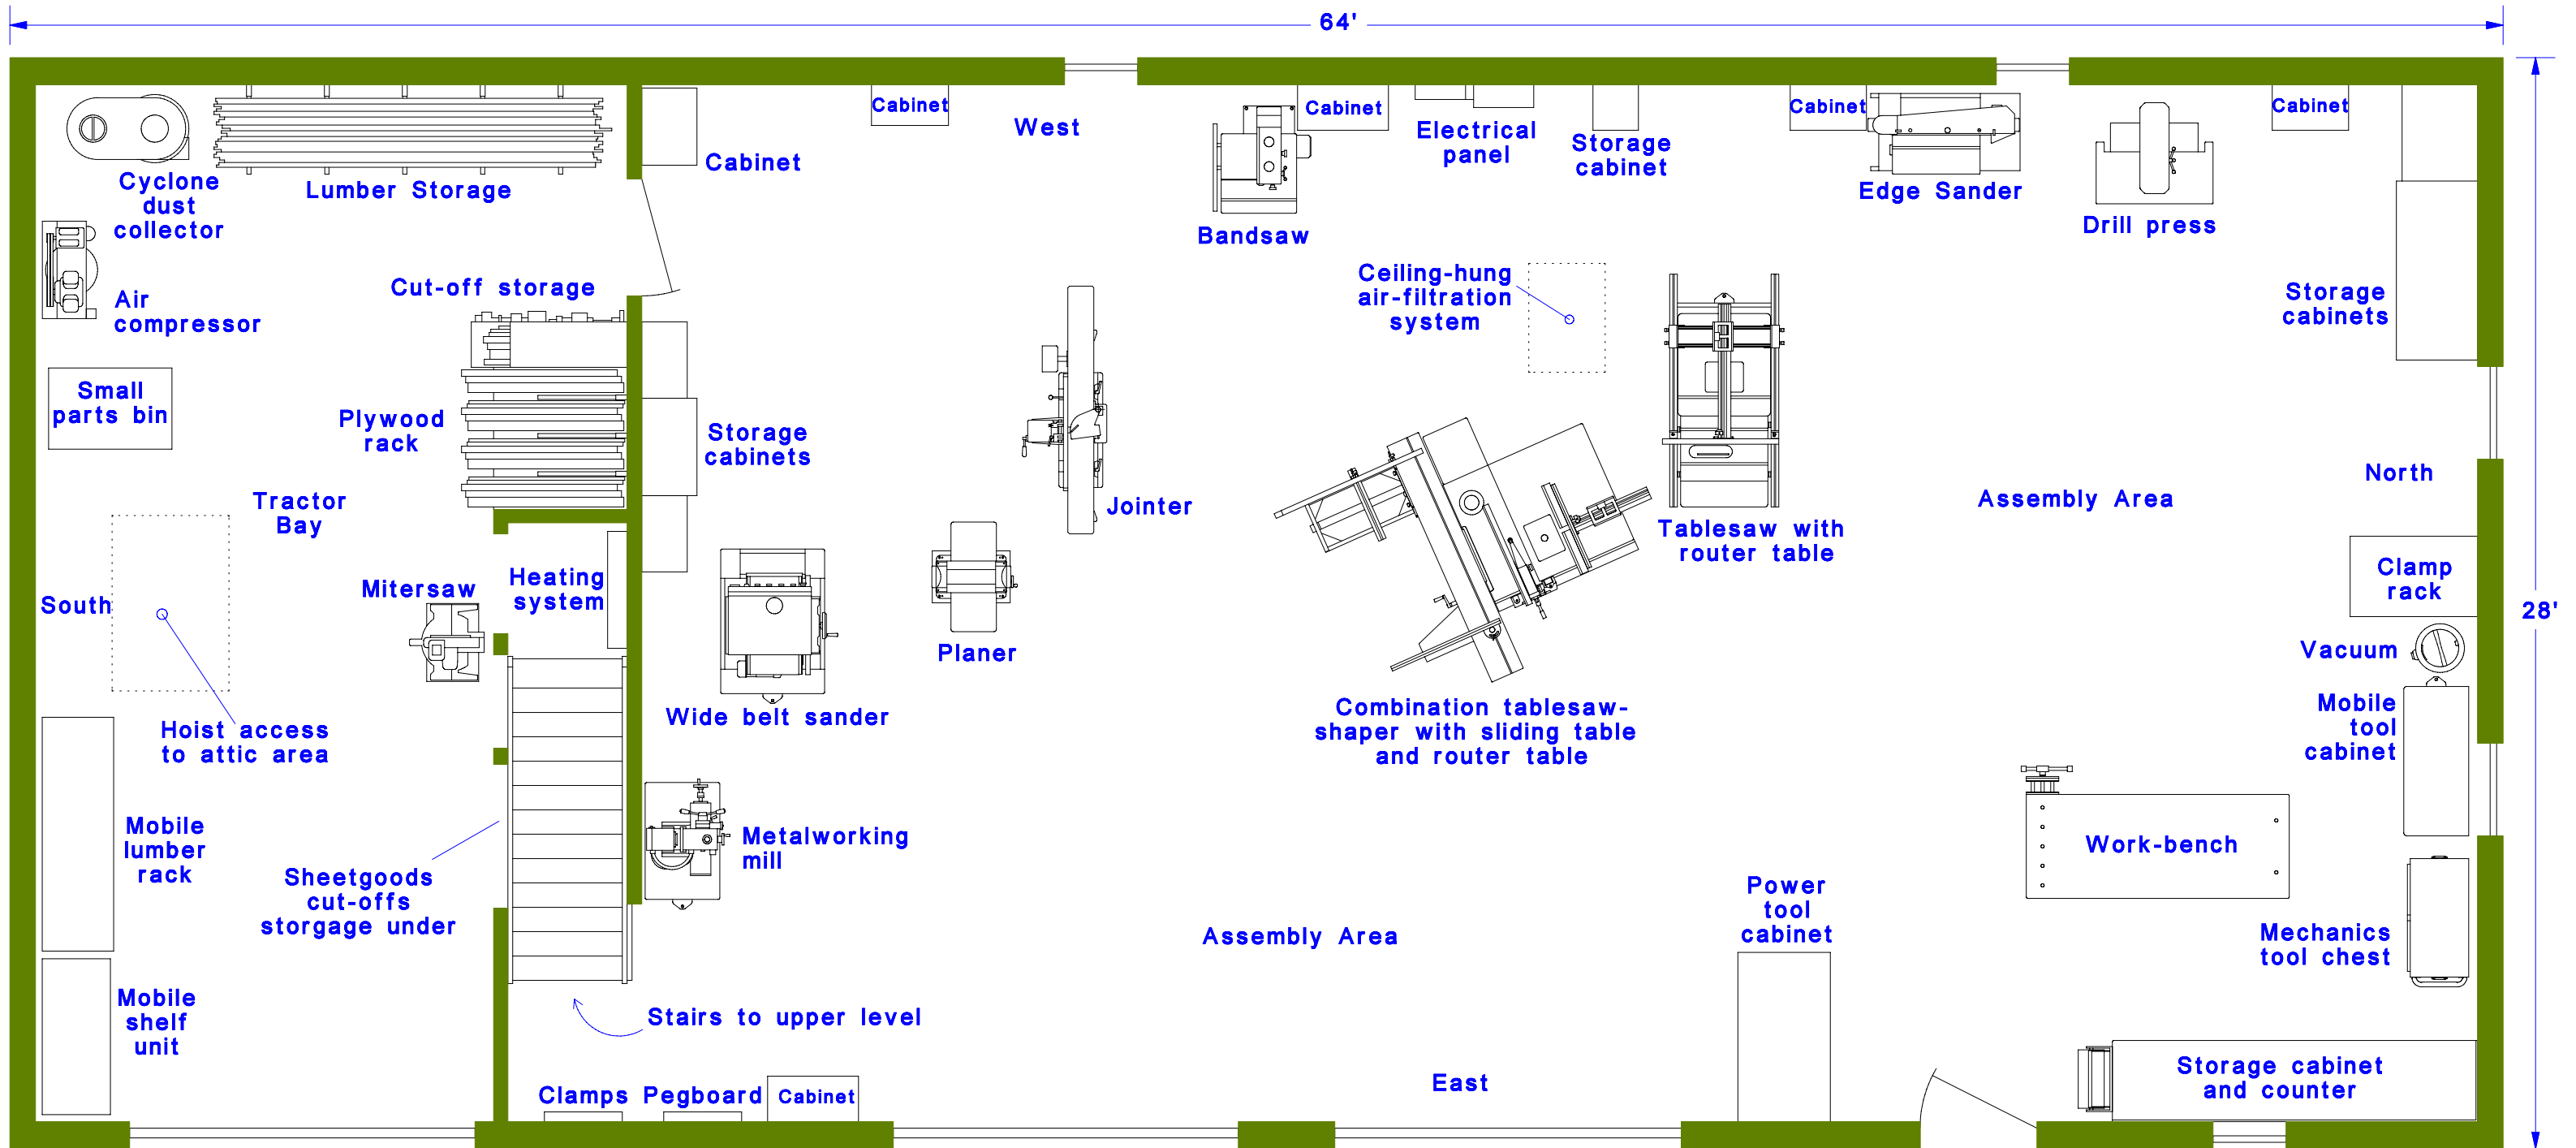 64'
Cabinet
West
Cabinet
Electrical
panel
Storage
cabinet
Cabinet
Cabinet
Cyclone
dust
collector
Lumber Storage
Cabinet
Bandsaw
Edge Sander
Drill press
Air
compressor
Cut-off storage
Ceiling-hung
air-filtration
system
Storage
cabinets
Small
parts bin
Plywood
rack
Storage
cabinets
Tractor
Bay
Jointer
Tablesaw with
router table
Assembly Area
North
South
Mitersaw
Heating
system
Planer
Clamp
rack
28'
Vacuum
Wide belt sander
Hoist access
to attic area
Combination tablesaw-
shaper with sliding table
and router table
Mobile
tool
cabinet
Mobile
lumber
rack
Metalworking
mill
Work-bench
Sheetgoods
cut-offs
storgage under
Power
tool
cabinet
Assembly Area
Mechanics
tool chest
Mobile
shelf
unit
Stairs to upper level
Clamps
Pegboard
Cabinet
East
Storage cabinet
and counter